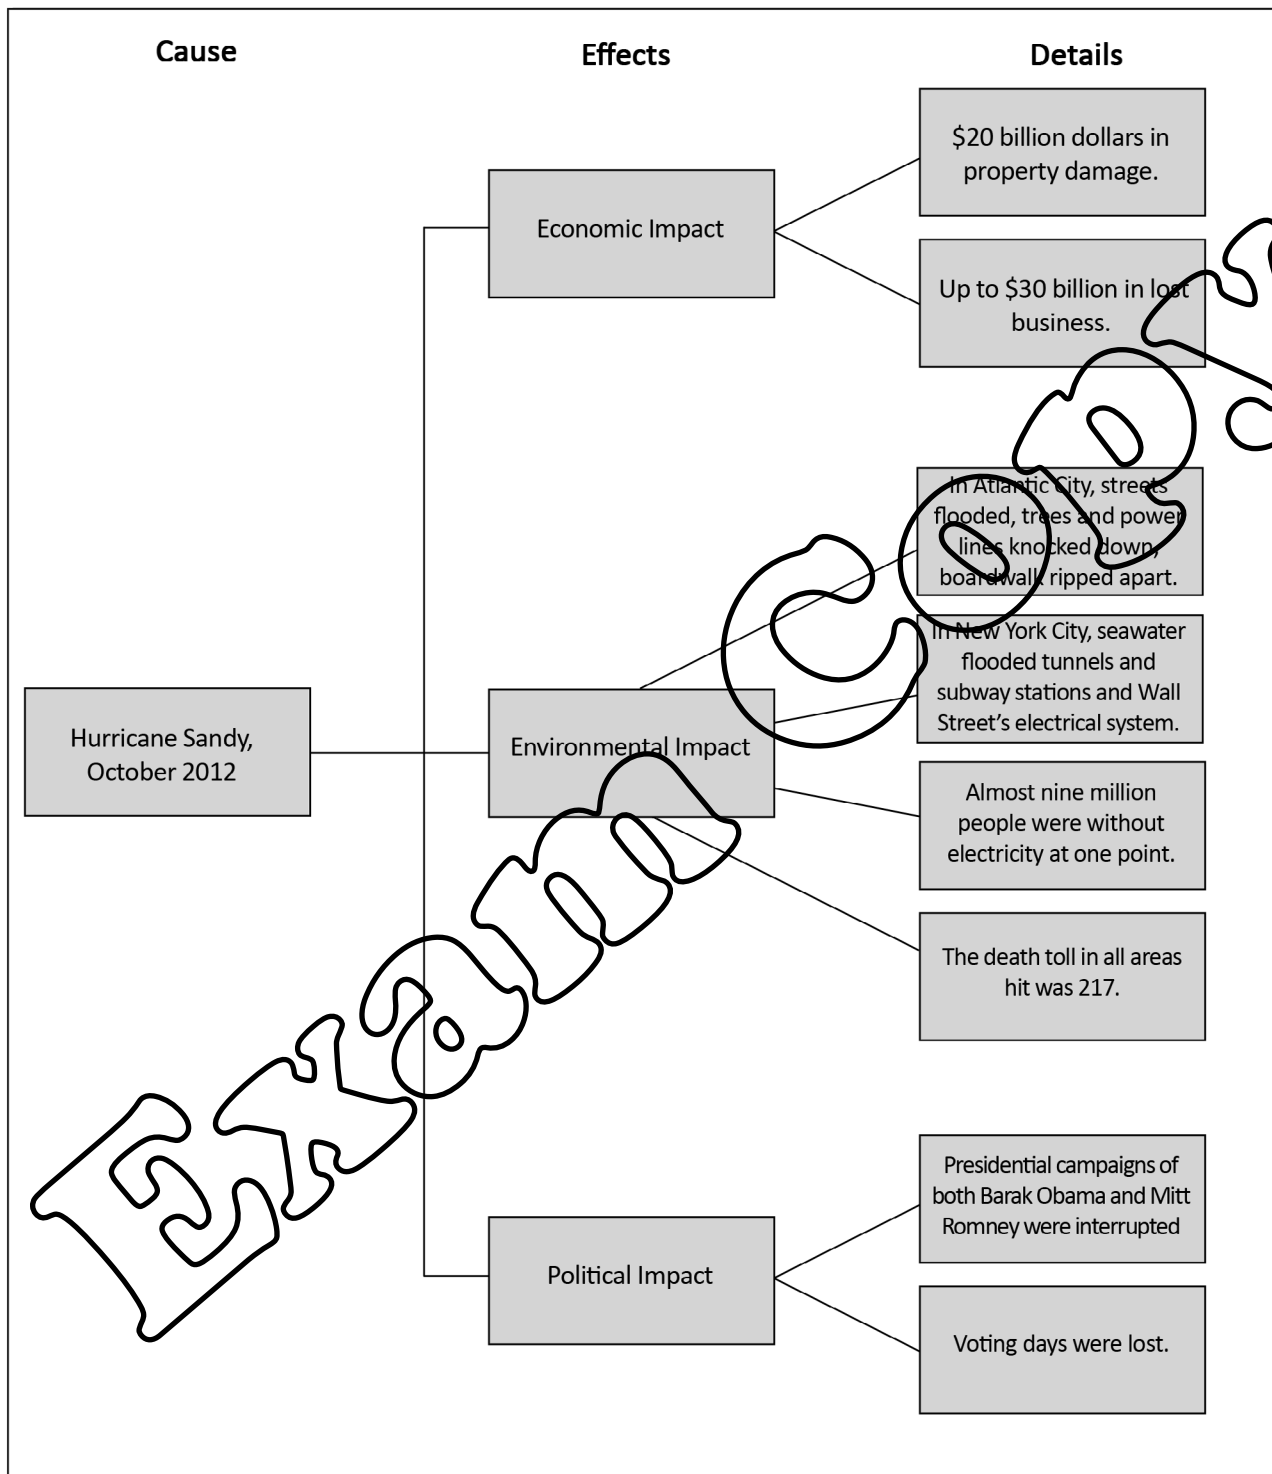 Cause
Effects
Details
$20 billion dollars in
property damage.
Economic Impact
Up to $30 billion in lost
business.
In Atlantic City, streets
flooded, trees and power
lines knocked down,
boardwalk ripped apart.
In New York City, seawater
flooded tunnels and
subway stations and Wall
Street’s electrical system.
Hurricane Sandy,
October 2012
Environmental Impact
Almost nine million
people were without
electricity at one point.
The death toll in all areas
hit was 217.
Presidential campaigns of
both Barak Obama and Mitt
Romney were interrupted
Political Impact
Voting days were lost.
Exam Copy